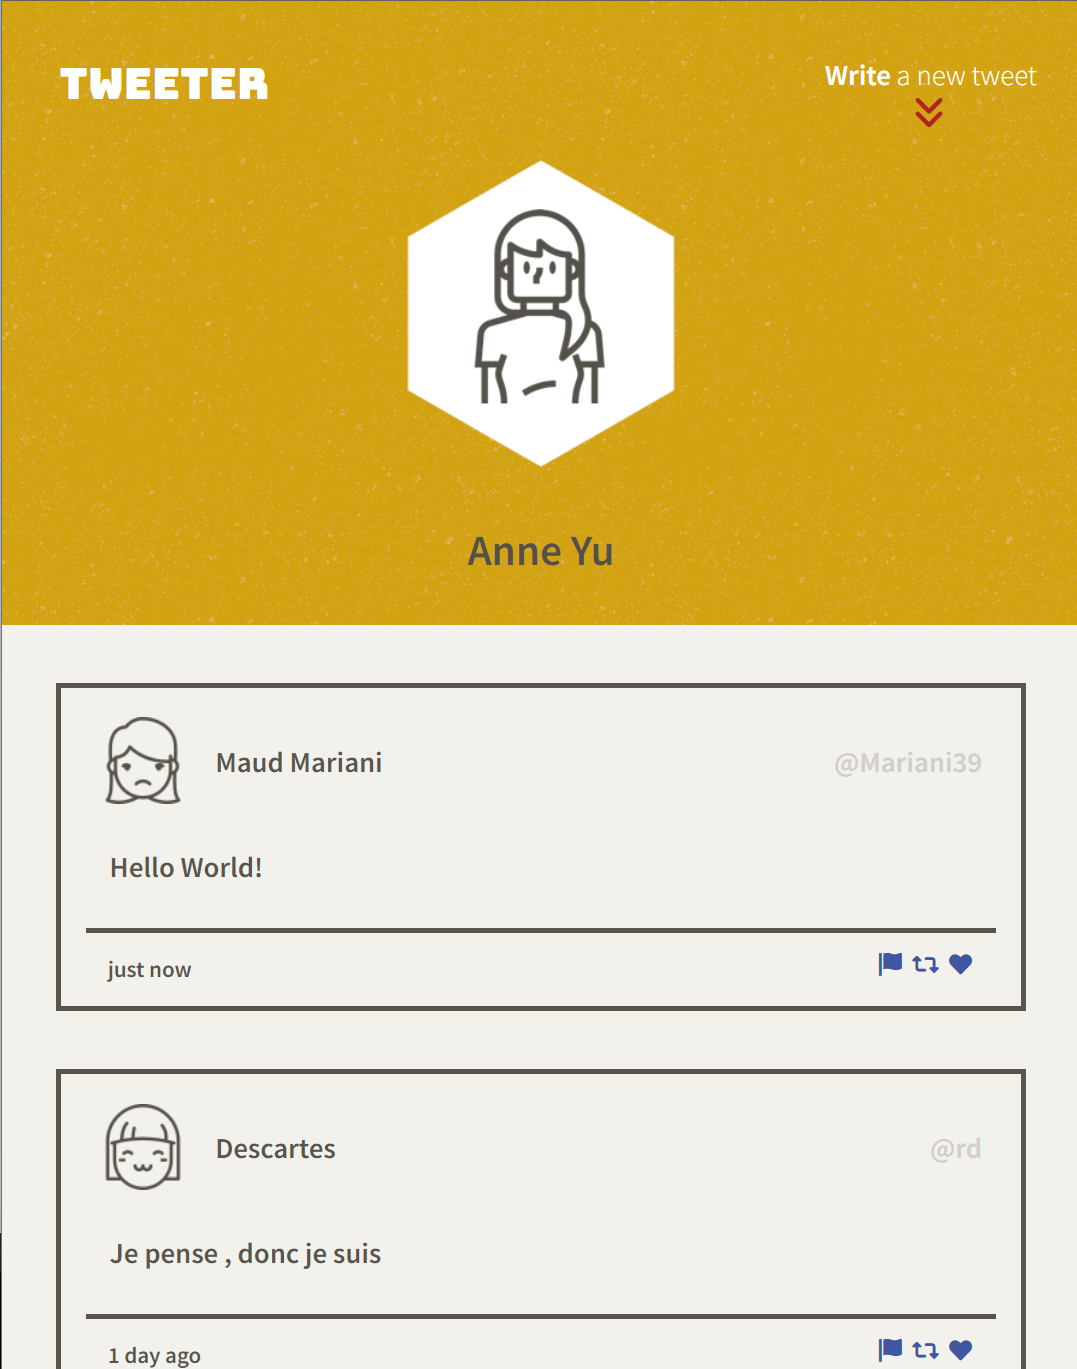 TWEETER
Write a new tweet
Anne Yu
Maud Mariani
@Mariani39
Hello World!
just now
Descartes
@rd
Je pense , donc je suis
1 day ago